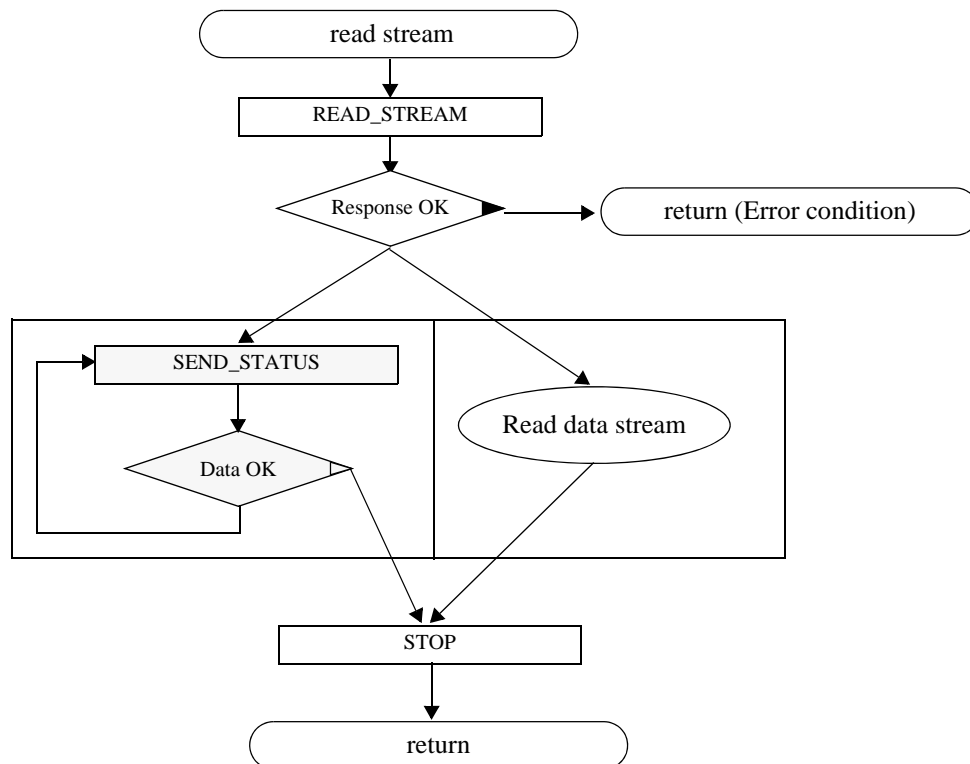 read stream
READ_STREAM
Response OK
return (Error condition)
SEND_STATUS
Read data stream
Data OK
STOP
return